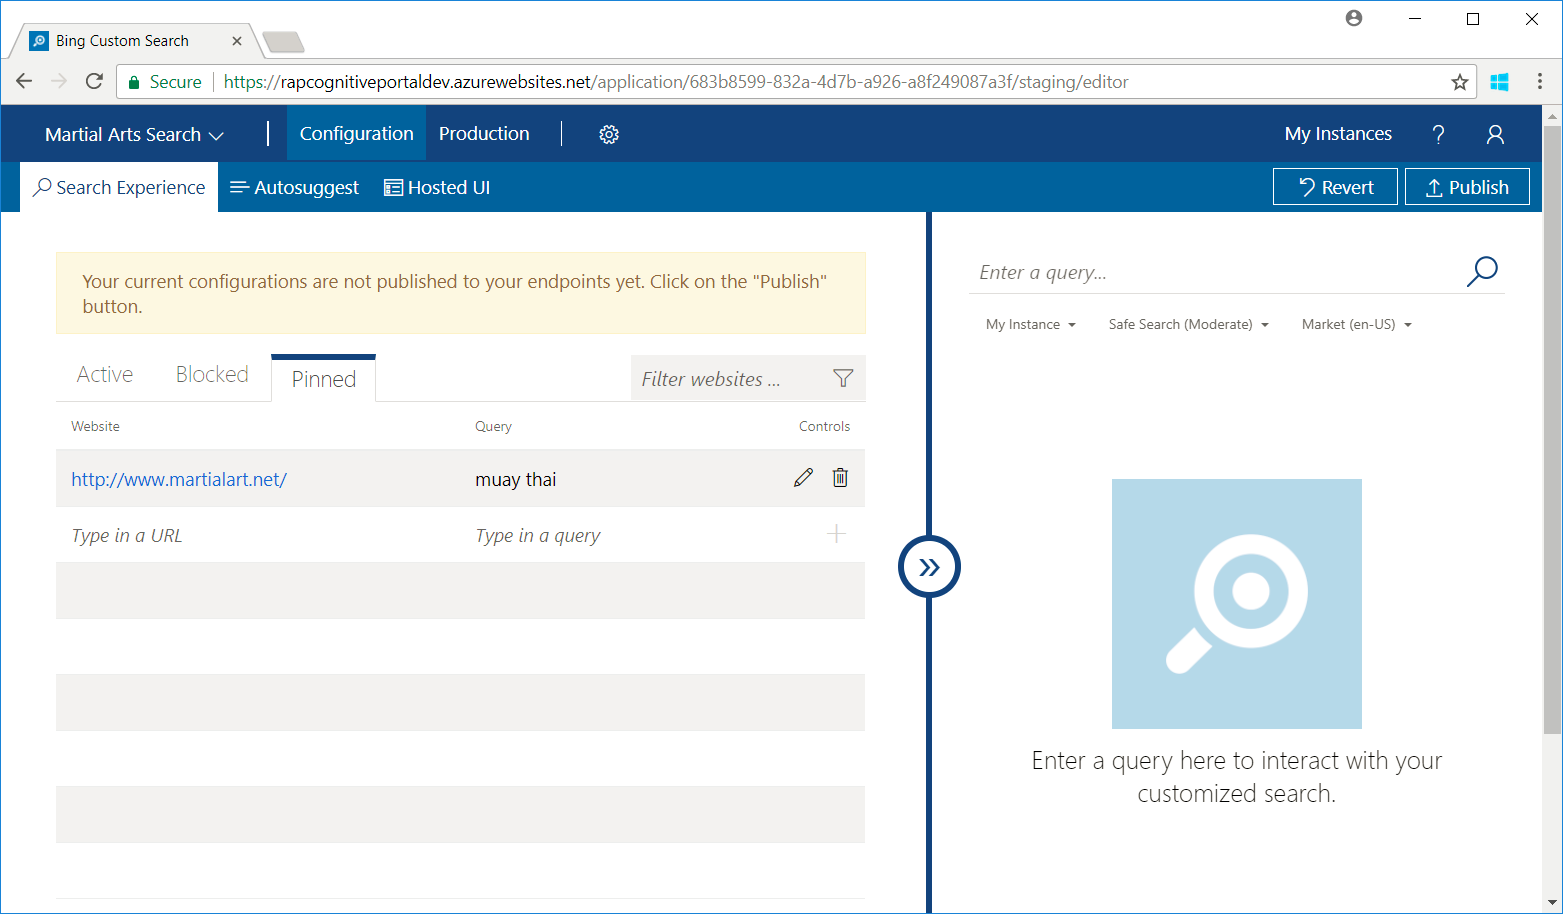 Bing Custom Search
Secure
https://rapcognitiveportaldev.azurewebsites.net/application/683b8599-832a-4d7b-a926-a8f249087a3f/staging/editor
Martial Arts Search
Configuration
Production
My Instances
?
Search Experience
Autosuggest
Hosted UI
Revert
Publish
Your current configurations are not published to your endpoints yet. Click on the "Publish"
button.
Active
Blocked
Pinned
Filter websites ...
Website
Query
Controls
http://www.martialart.net/
muay thai
Type in a URL
Type in a query
Enter a query...
My Instance
Safe Search (Moderate)
Market (en-US)
Enter a query here to interact with your
customized search.